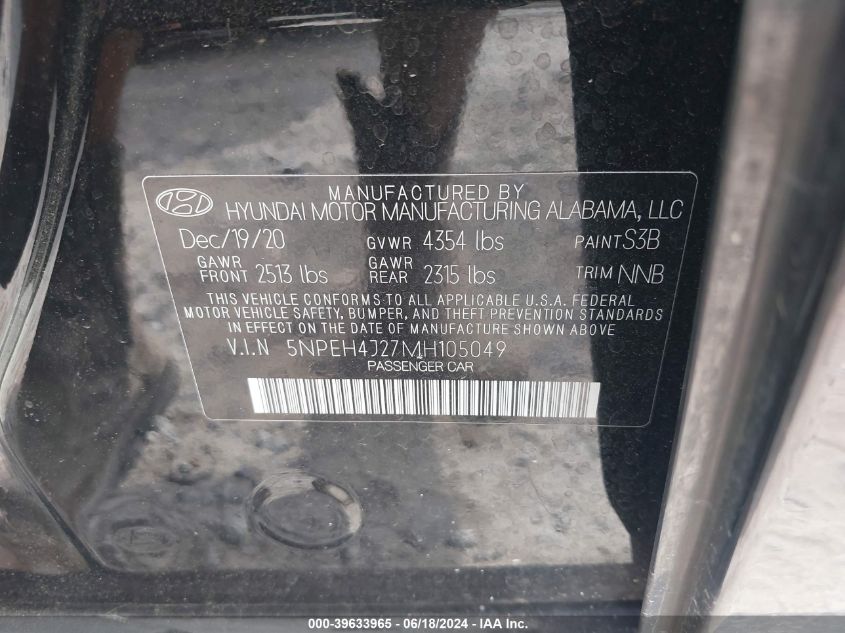 MANUFACTURED BY
HYUNDAI MOTOR MANUFACTURING ALABAMA, LLC
Dec/19/20 GVWR 4354 lbs PAINT S3B
GAWR FRONT 2513 lbs GAWR REAR 2315 lbs TRIM NNB
THIS VEHICLE CONFORMS TO ALL APPLICABLE U.S.A. FEDERAL
MOTOR VEHICLE SAFETY, BUMPER, AND THEFT PREVENTION STANDARDS
IN EFFECT ON THE DATE OF MANUFACTURE SHOWN ABOVE
V.I.N 5NPEH4J27MH105049
PASSENGER CAR
000-39633965 - 06/18/2024 - IAA Inc.